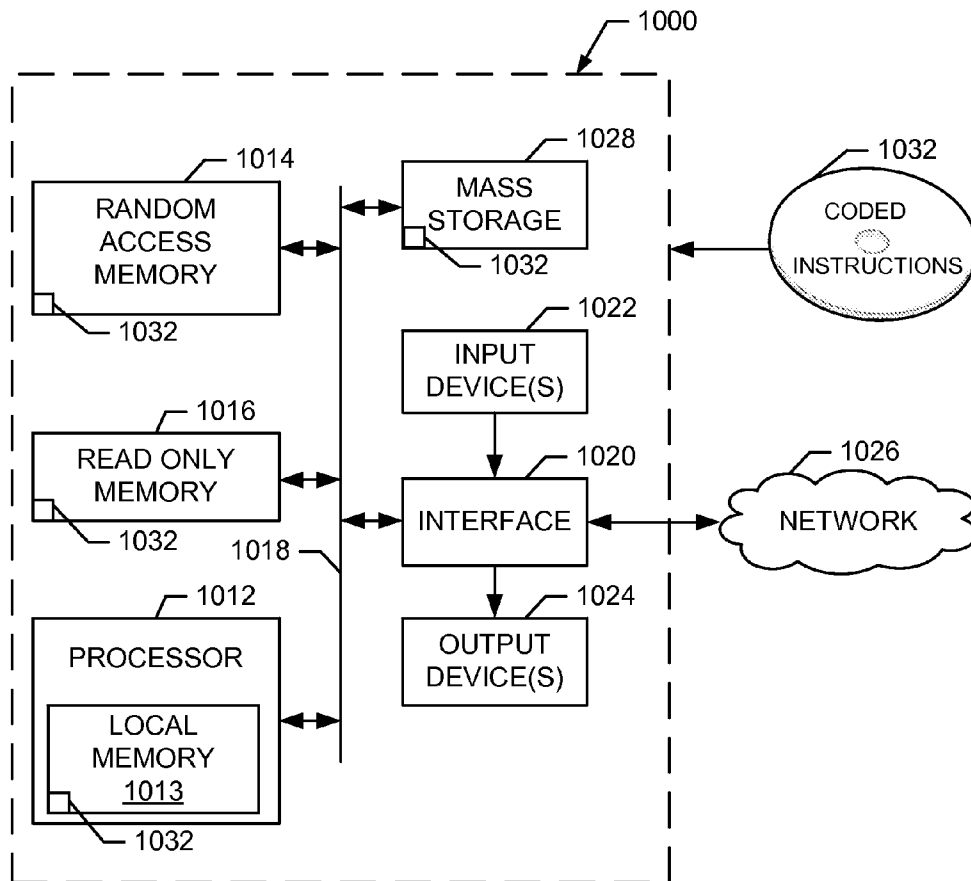 1000
1014
RANDOM
ACCESS
MEMORY
1032
1028
MASS
STORAGE
1032
1032
CODED
INSTRUCTIONS
1022
INPUT
DEVICE(S)
1016
READ ONLY
MEMORY
1032
1018
1020
INTERFACE
1026
NETWORK
1012
PROCESSOR
LOCAL
MEMORY
1013
1032
1024
OUTPUT
DEVICE(S)